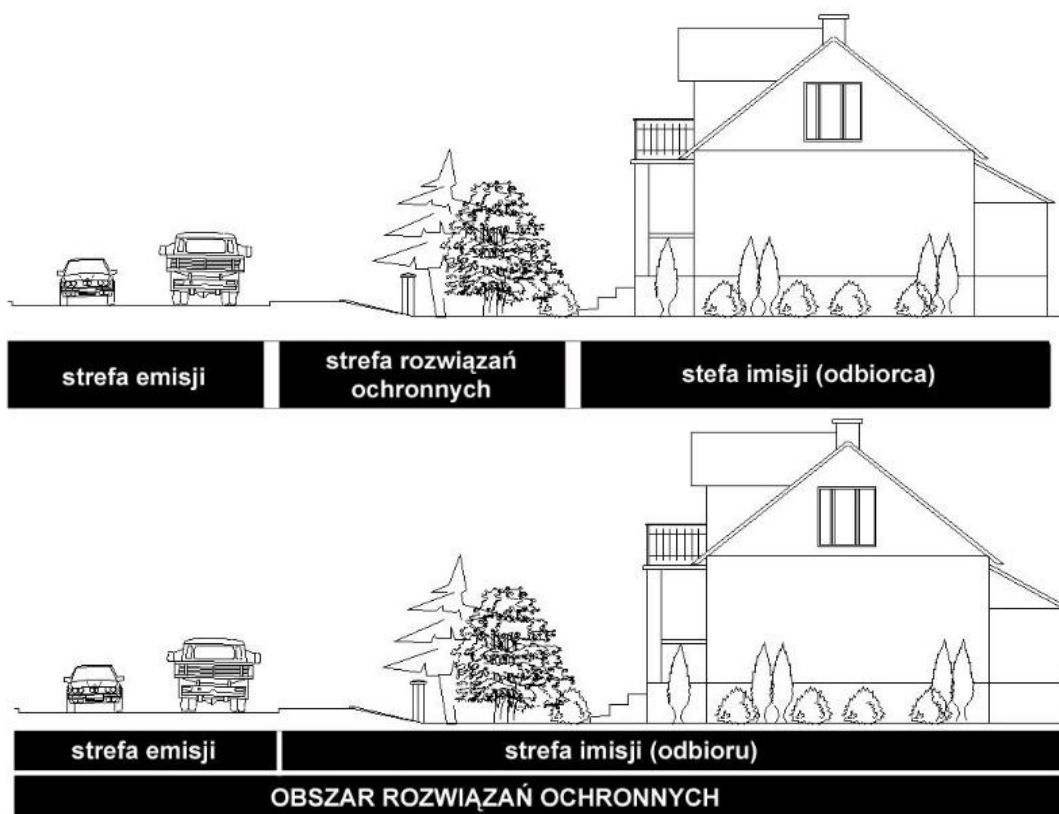 strefa emisji
strefa rozwiązań
ochronnych
stefa imisji (odbiorca)
strefa emisji
strefa imisji (odbioru)
OBSZAR ROZWIĄZAŃ OCHRONNYCH